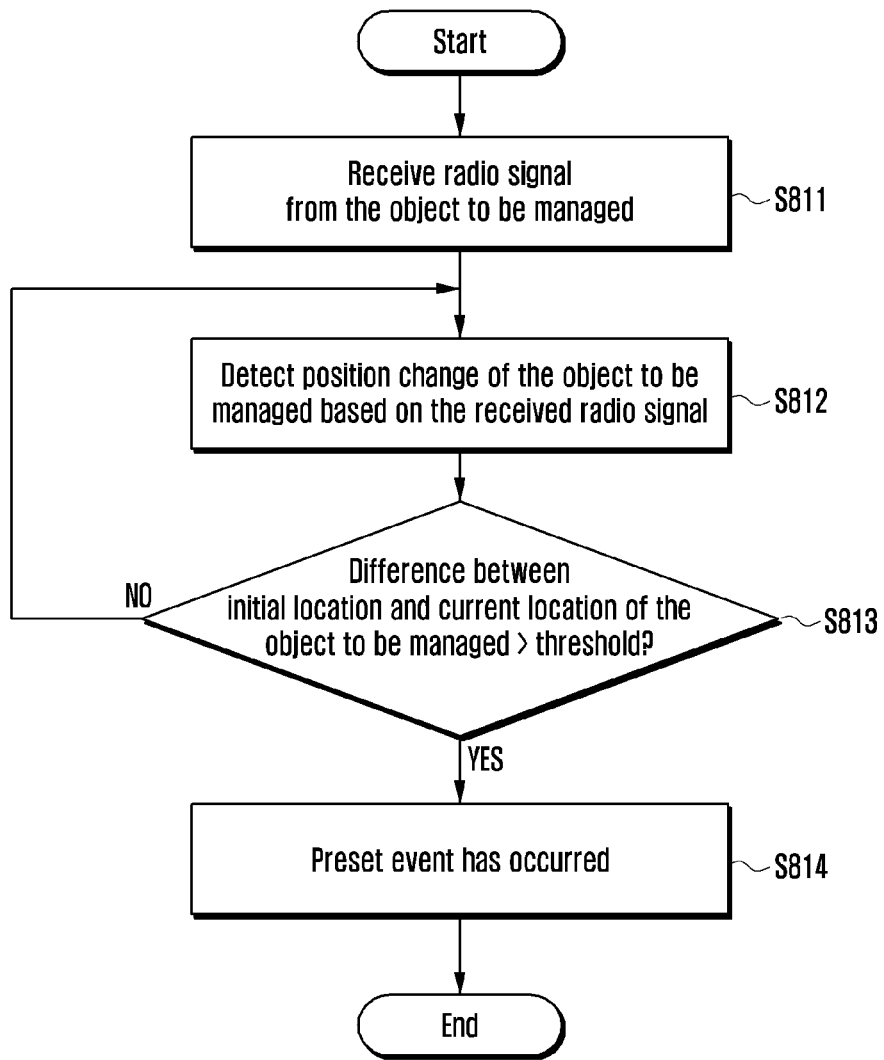 Start
Receive radio signal
from the object to be managed
S811
Detect position change of the object to be
managed based on the received radio signal
S812
Difference between
initial location and current location of the
object to be managed > threshold?
NO
S813
YES
Preset event has occurred
S814
End